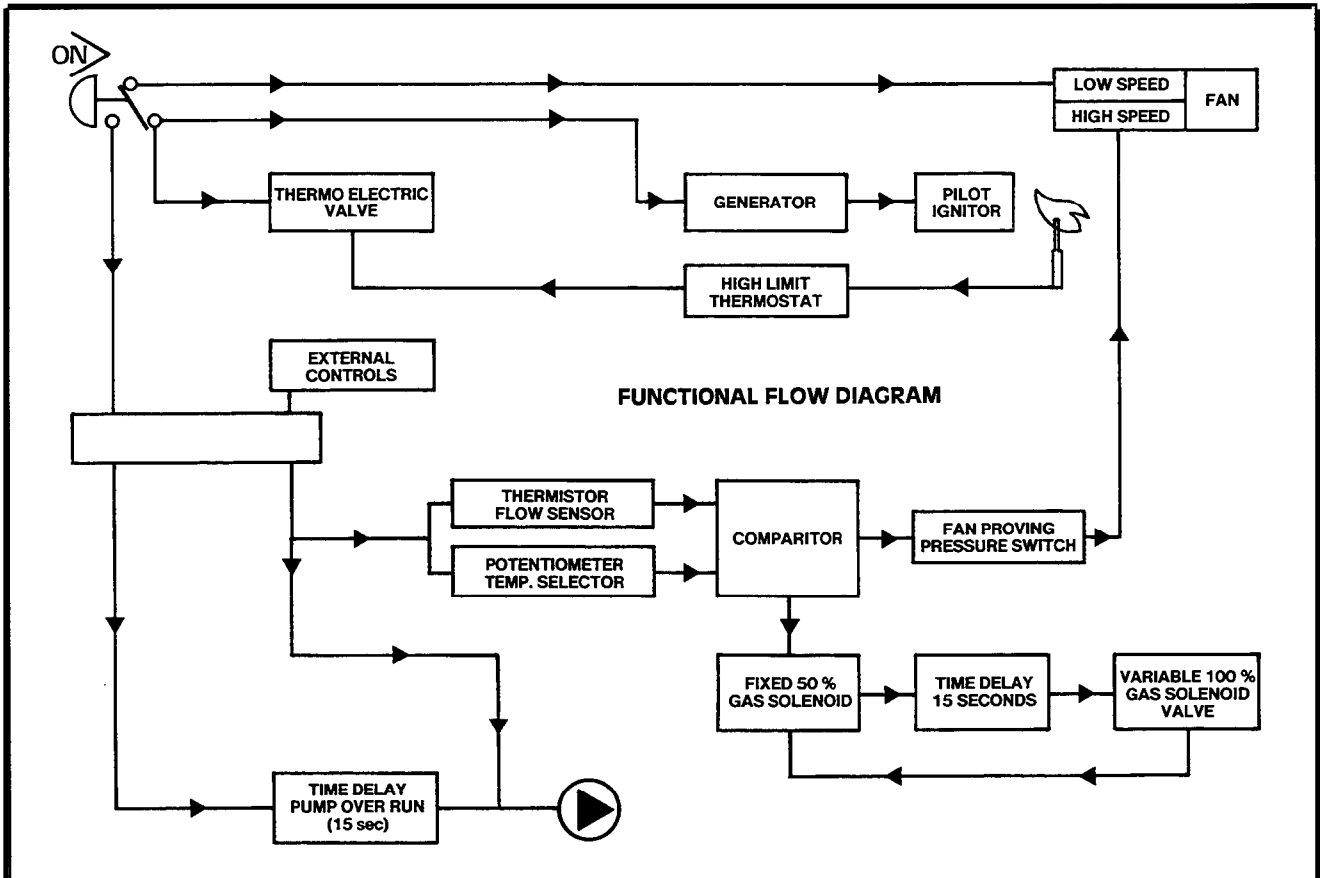 ON
LOW SPEED
FAN
HIGH SPEED
THERMO ELECTRIC
VALVE
GENERATOR
PILOT
IGNITOR
HIGH LIMIT
THERMOSTAT
EXTERNAL
CONTROLS
FUNCTIONAL FLOW DIAGRAM
THERMISTOR
FLOW SENSOR
POTENTIOMETER
TEMP. SELECTOR
COMPARITOR
FAN PROVING
PRESSURE SWITCH
FIXED 50 %
GAS SOLENOID
TIME DELAY
15 SECONDS
VARIABLE 100 %
GAS SOLENOID
VALVE
TIME DELAY
PUMP OVER RUN
(15 sec)